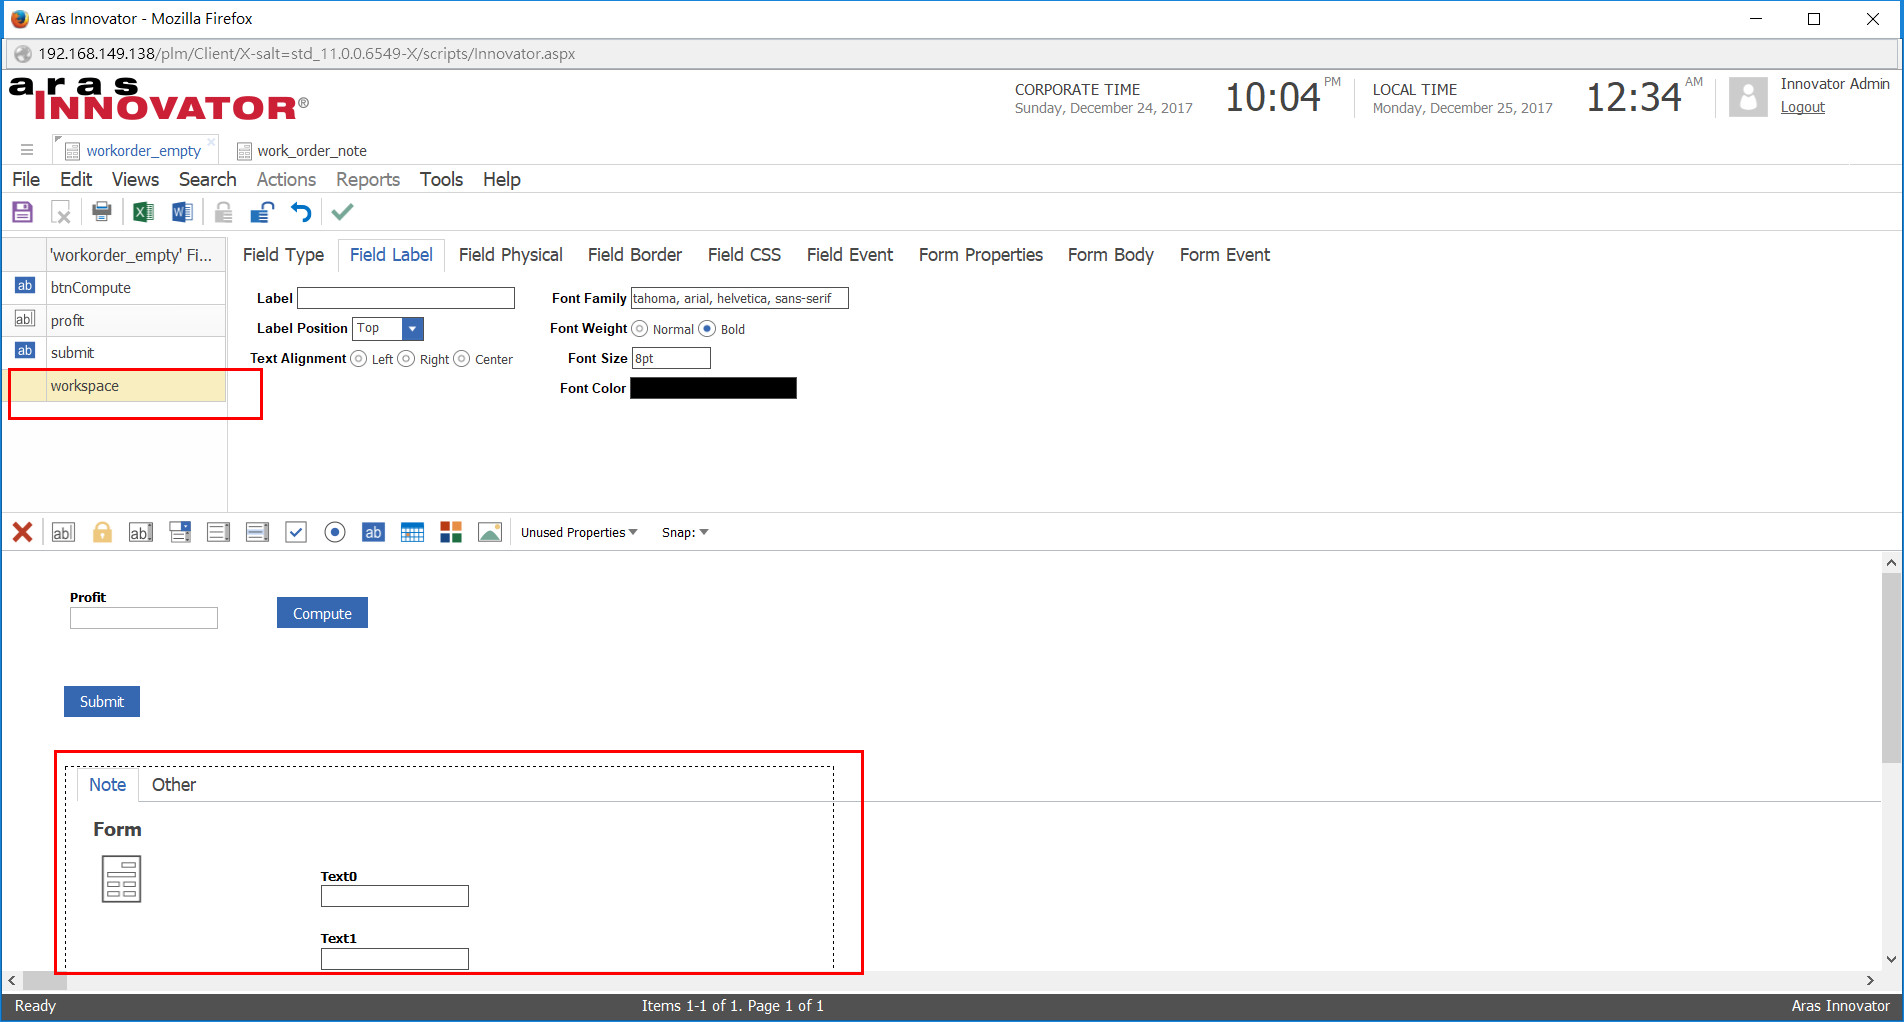 Aras Innovator - Mozilla Firefox
192.168.149.138/plm/Client/X-salt=std_11.0.0.6549-X/scripts/Innovator.aspx
aras INNOVATOR®
CORPORATE TIME
Sunday, December 24, 2017
10:04 PM
LOCAL TIME
Monday, December 25, 2017
12:34 AM
Innovator Admin
Logout
workorder_empty
work_order_note
File Edit Views Search Actions Reports Tools Help
'workorder_empty' Fi...
ab btnCompute
ab profit
ab submit
workspace
Field Type Field Label Field Physical Field Border Field CSS Field Event Form Properties Form Body Form Event
Label
Font Family tahoma, arial, helvetica, sans-serif
Label Position Top
Font Weight Normal Bold
Text Alignment Left Right Center
Font Size 8pt
Font Color
ab ab ab Unused Properties Snap:
Profit
Compute
Submit
Note Other
Form
Text0
Text1
Ready
Items 1-1 of 1. Page 1 of 1
Aras Innovator